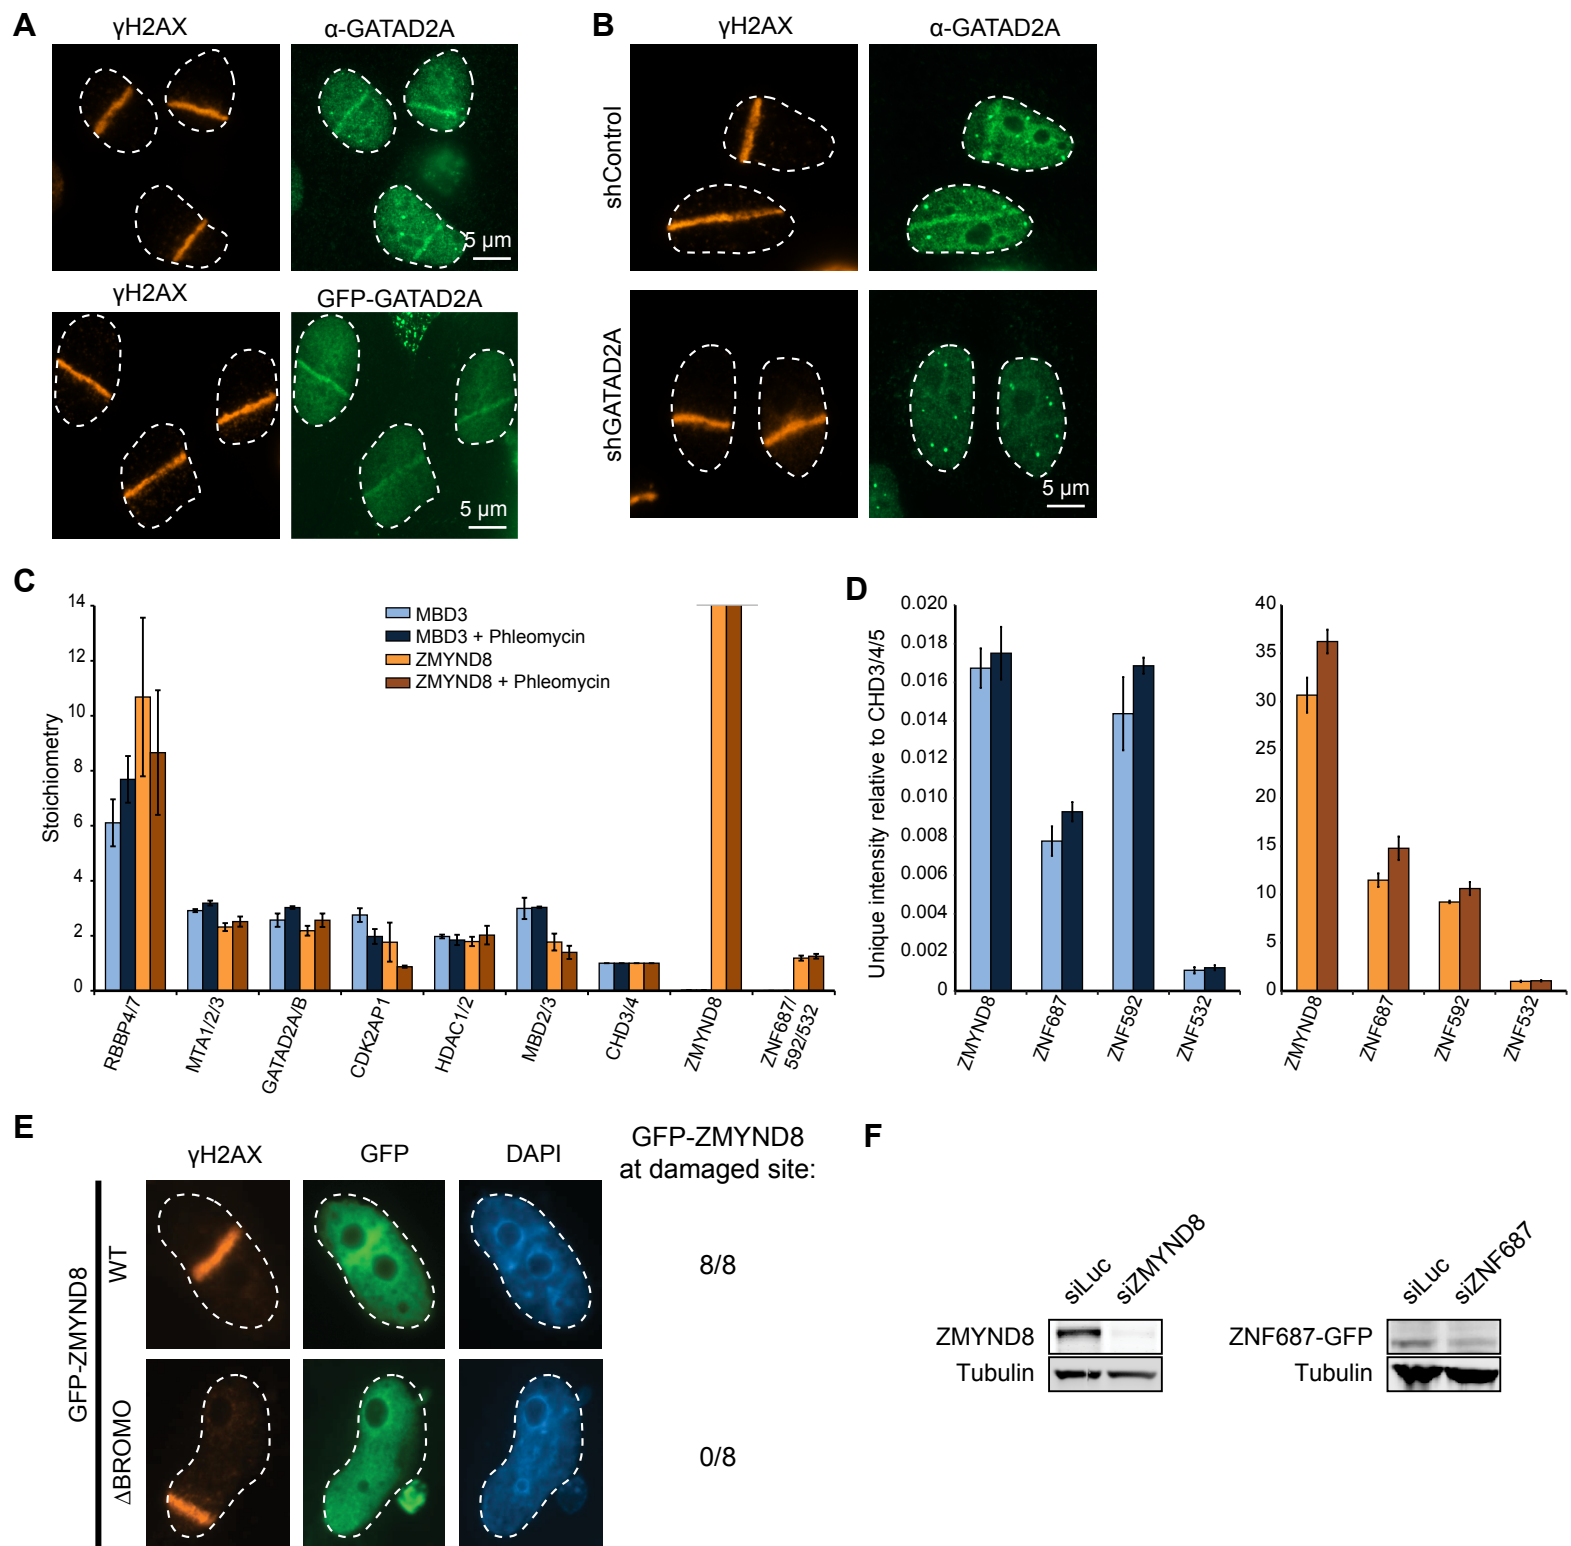 A
γH2AX
α-GATAD2A
5 μm
γH2AX
GFP-GATAD2A
5 μm
B
γH2AX
α-GATAD2A
shControl
shGATAD2A
5 μm
C
Stoichiometry
14
12
10
8
6
4
2
0
MBD3
MBD3 + Phleomycin
ZMYND8
ZMYND8 + Phleomycin
RBBP4/7
MTA1/2/3
GATAD2A/B
CDK2AP1
HDAC1/2
MBD2/3
CHD3/4
ZMYND8
ZNF687/
592/532
D
Unique intensity relative to CHD3/4/5
0.020
0.018
0.016
0.014
0.012
0.010
0.008
0.006
0.004
0.002
0
ZMYND8
ZNF687
ZNF592
ZNF532
40
35
30
25
20
15
10
5
0
ZMYND8
ZNF687
ZNF592
ZNF532
E
γH2AX
GFP
DAPI
GFP-ZMYND8
at damaged site:
GFP-ZMYND8
WT
8/8
ΔBROMO
0/8
F
siLuc
siZMYND8
ZMYND8
Tubulin
siLuc
siZNF687
ZNF687-GFP
Tubulin